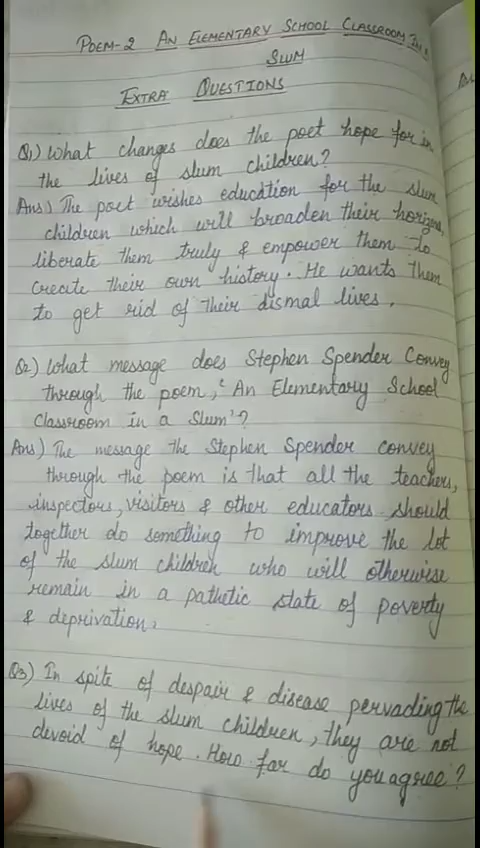 POEM-2 AN ELEMENTARY SCHOOL CLASSROOM IN A
SLUM
EXTRA QUESTIONS
Q1) What changes does the poet hope for in
the lives of slum children?
Ans) The poet wishes education for the slum
children which will broaden their horizons,
liberate them truly & empower them to
create their own history. He wants them
to get rid of their dismal lives.
Q2) What message does Stephen Spender Convey
through the poem, 'An Elementary School
Classroom in a Slum'?
Ans) The message the Stephen Spender convey
through the poem is that all the teachers,
inspectors, visitors & other educators should
together do something to improve the lot
of the slum children who will otherwise
remain in a pathetic state of poverty
& deprivation.
Q3) In spite of despair & disease pervading the
lives of the slum children, they are not
devoid of hope. How far do you agree?